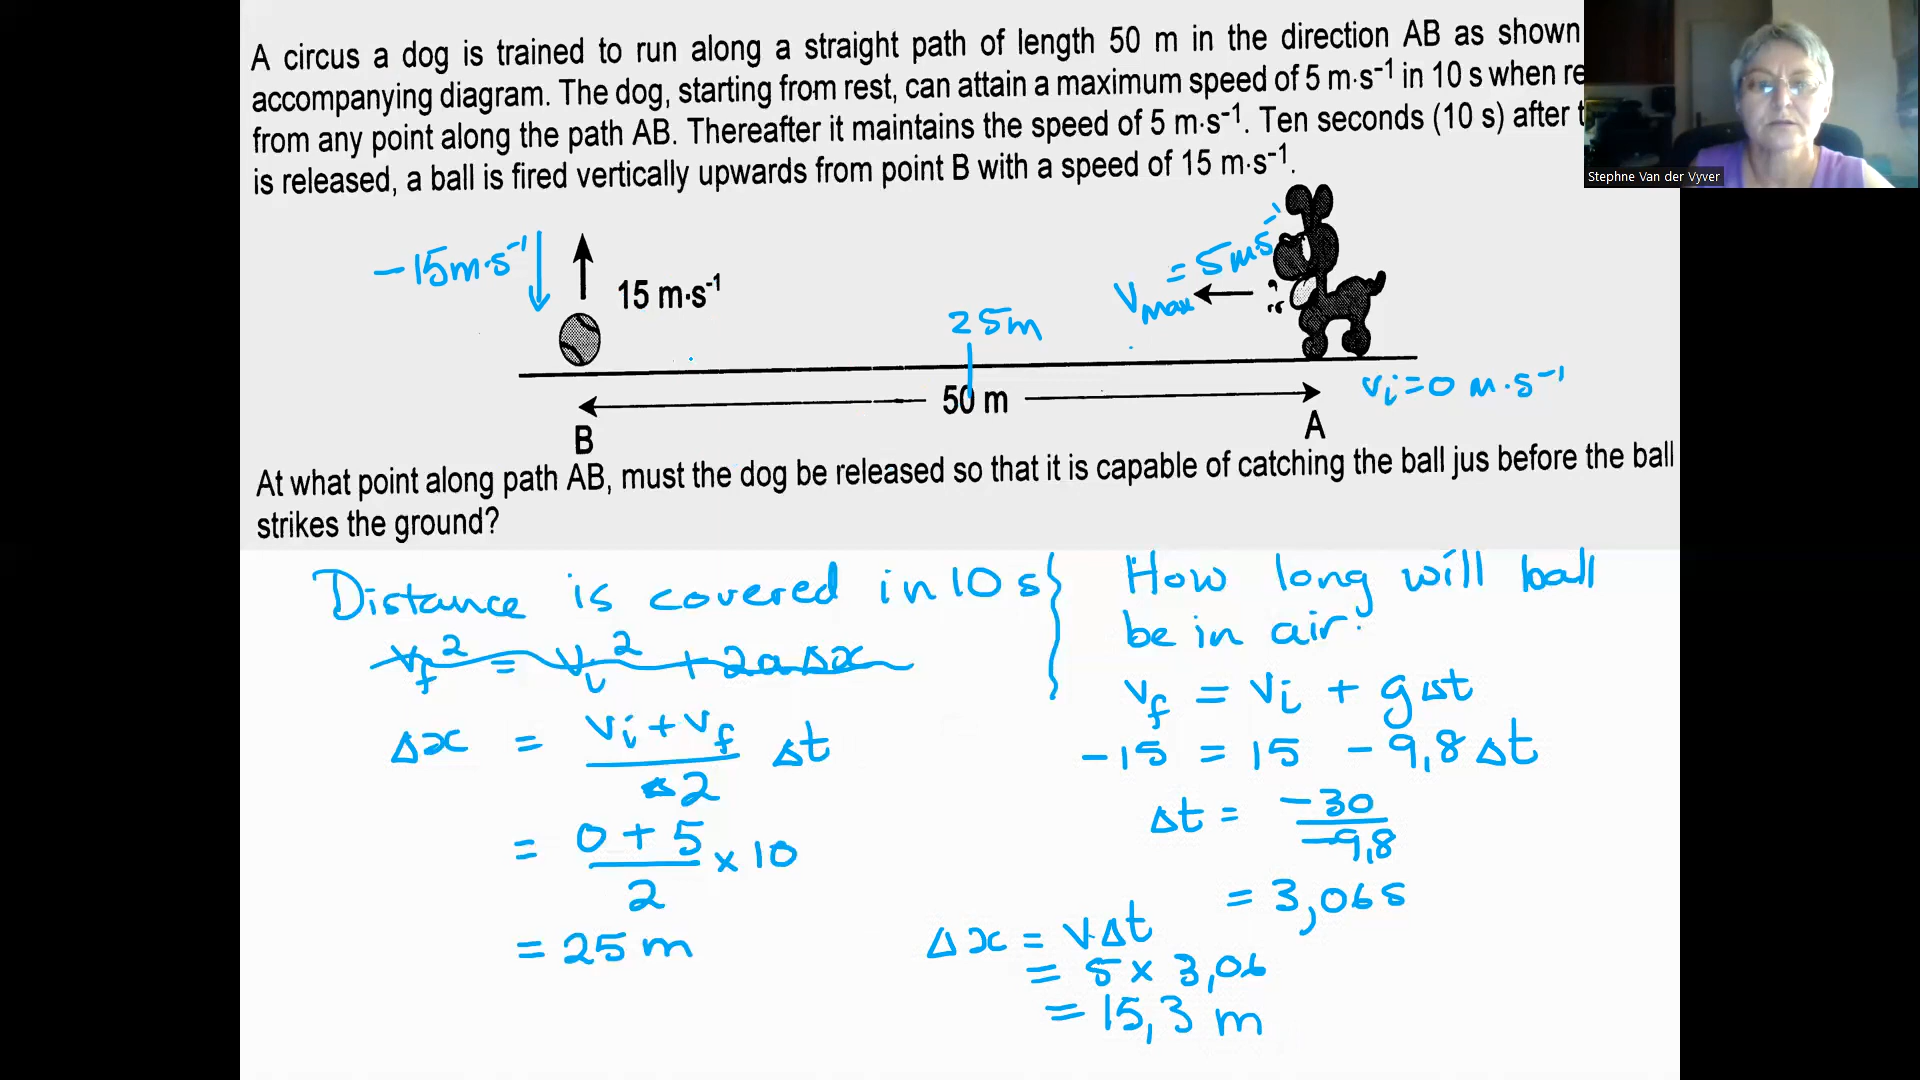 A circus a dog is trained to run along a straight path of length 50 m in the direction AB as shown
accompanying diagram. The dog, starting from rest, can attain a maximum speed of 5 m·s⁻¹ in 10 s when re
from any point along the path AB. Thereafter it maintains the speed of 5 m·s⁻¹. Ten seconds (10 s) after t
is released, a ball is fired vertically upwards from point B with a speed of 15 m·s⁻¹.
Stephne Van der Vyver
-15m·s⁻¹
15 m·s⁻¹
25m
Vmax = 5ms⁻¹
50 m
vi=0 m·s⁻¹
B
A
At what point along path AB, must the dog be released so that it is capable of catching the ball jus before the ball
strikes the ground?
Distance is covered in 10 s
vf² = vi² + 2aΔx
Δx = (vi + vf)/2 Δt
= (0 + 5)/2 × 10
= 25 m
How long will ball
be in air.
vf = vi + gΔt
-15 = 15 - 9,8Δt
Δt = -30/-9,8
= 3,06s
Δx = v.Δt
= 5 × 3,06
= 15,3 m